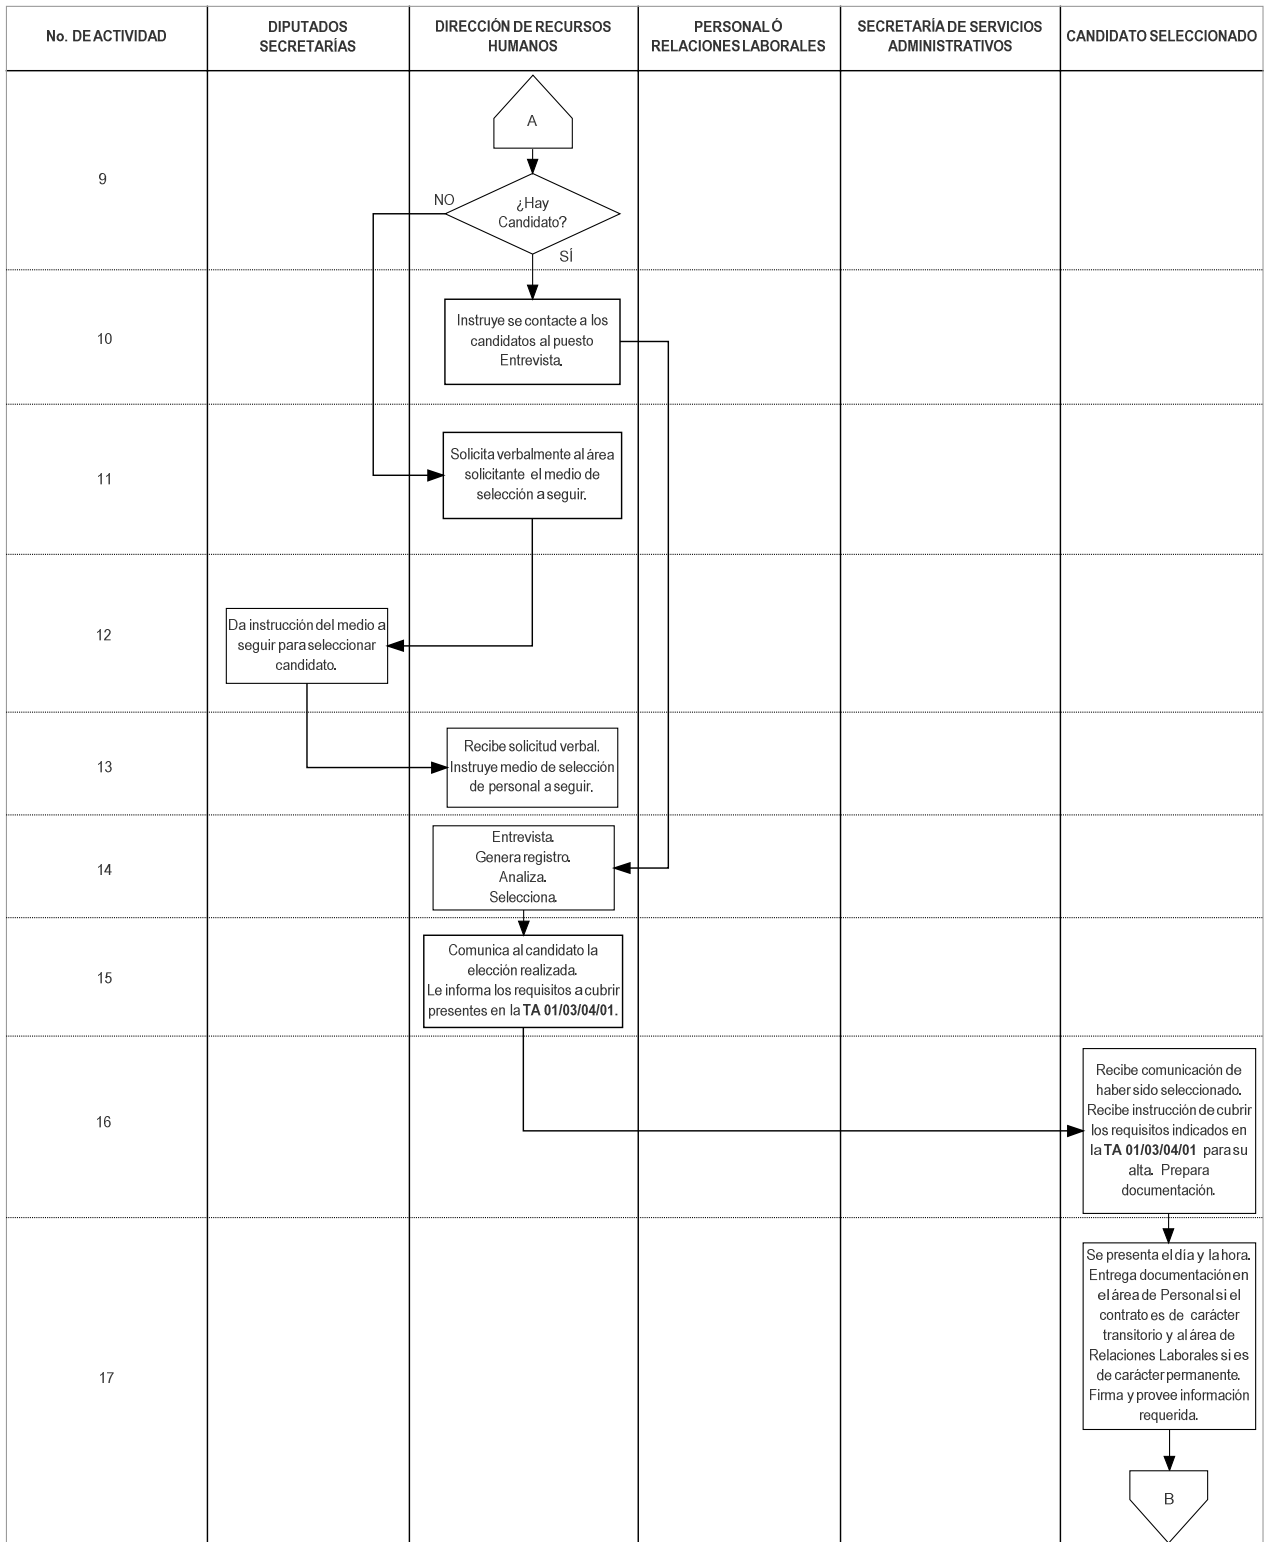 No. DE ACTIVIDAD
DIPUTADOS
SECRETARÍAS
DIRECCIÓN DE RECURSOS
HUMANOS
PERSONAL Ó
RELACIONES LABORALES
SECRETARÍA DE SERVICIOS
ADMINISTRATIVOS
CANDIDATO SELECCIONADO
A
9
NO
¿Hay
Candidato?
SÍ
10
Instruye se contacte a los
candidatos al puesto
Entrevista.
11
Solicita verbalmente al área
solicitante el medio de
selección a seguir.
12
Da instrucción del medio a
seguir para seleccionar
candidato.
13
Recibe solicitud verbal.
Instruye medio de selección
de personal a seguir.
14
Entrevista.
Genera registro.
Analiza.
Selecciona.
15
Comunica al candidato la
elección realizada.
Le informa los requisitos a cubrir
presentes en la TA 01/03/04/01.
16
Recibe comunicación de
haber sido seleccionado.
Recibe instrucción de cubrir
los requisitos indicados en
la TA 01/03/04/01 para su
alta. Prepara
documentación.
17
Se presenta el día y la hora.
Entrega documentación en
el área de Personal si el
contrato es de carácter
transitorio y al área de
Relaciones Laborales si es
de carácter permanente.
Firma y provee información
requerida.
B